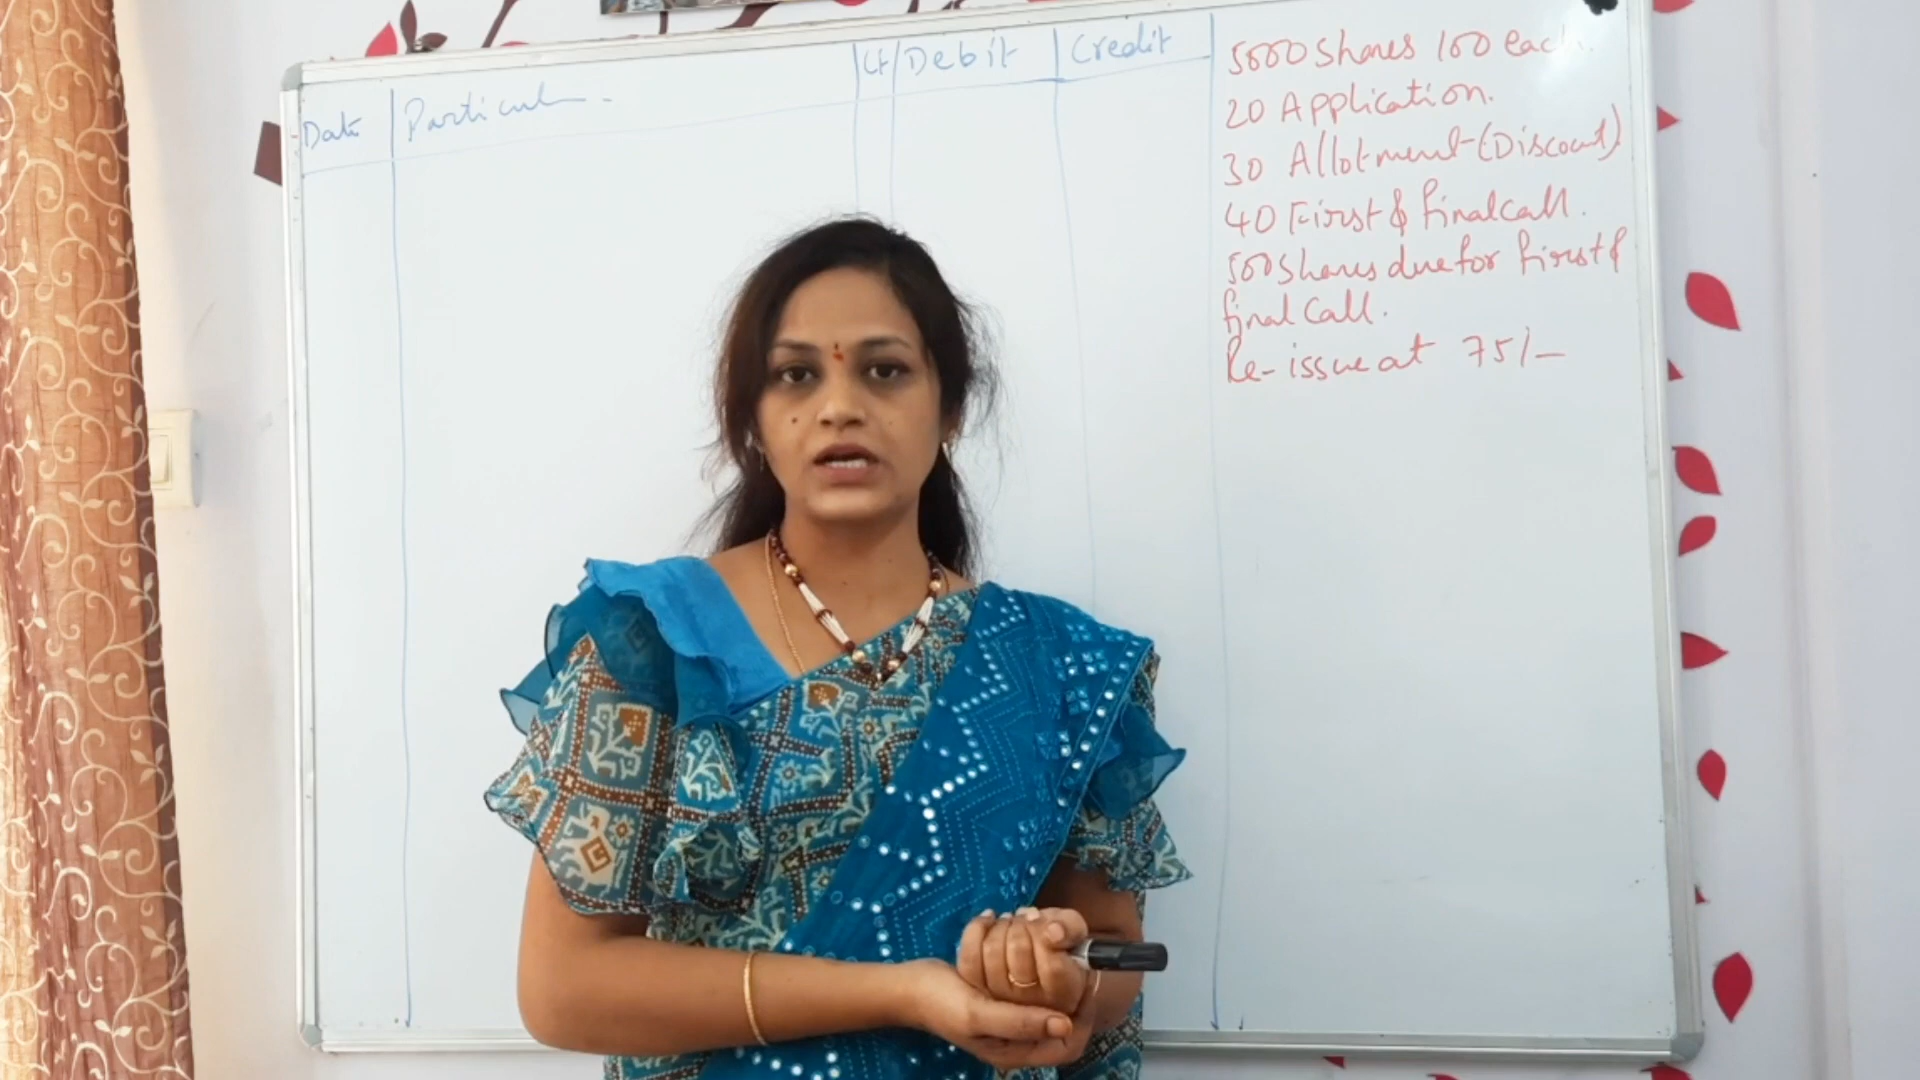 Date Particul Lf Debit Credit
5000 shares 100 each.
20 Application.
30 Allotment (Discount)
40 First & Final call.
500 Shares due for First &
final Call.
Re-issue at 75/-